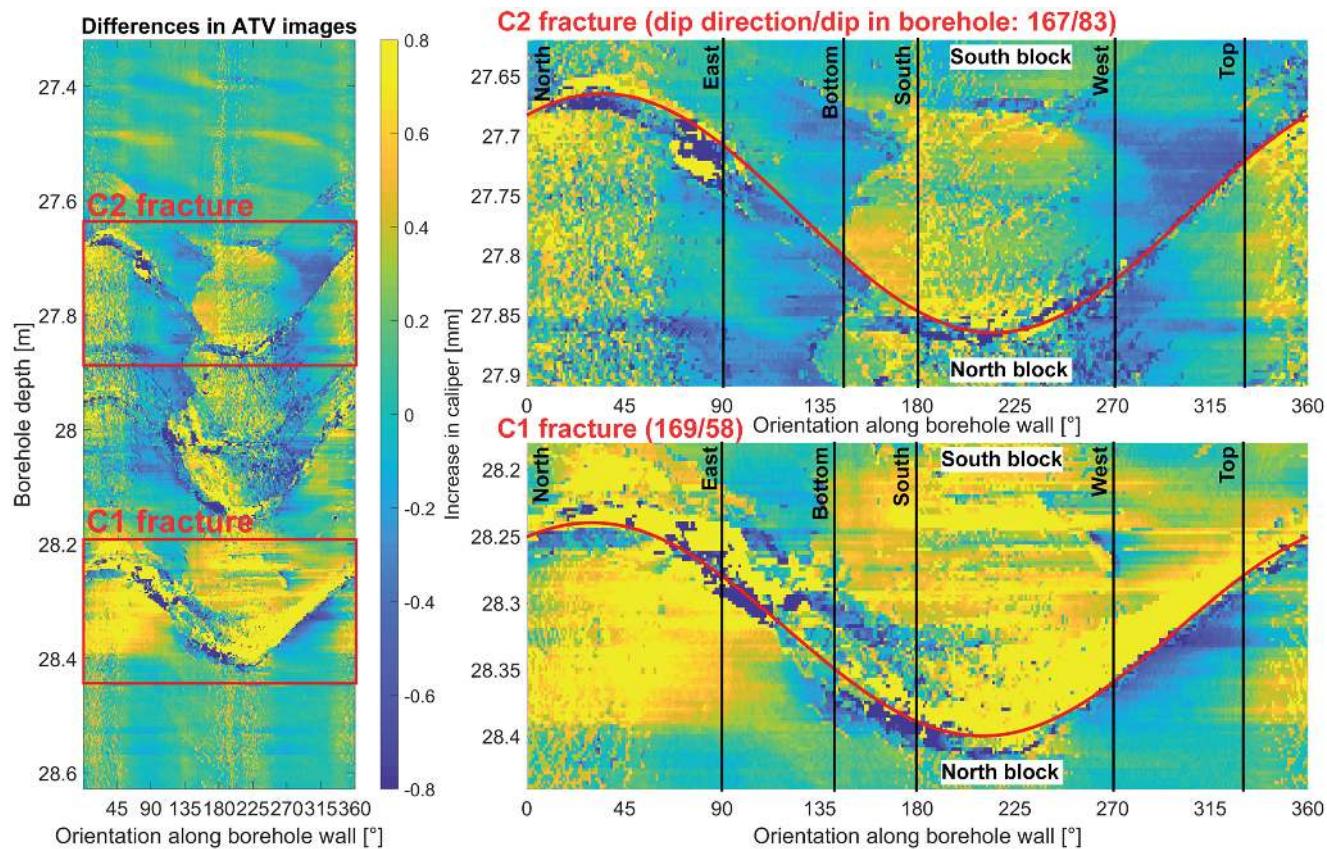 Differences in ATV images
27.4
27.6
27.8
28
28.2
28.4
28.6
Borehole depth [m]
C2 fracture
C1 fracture
45 90 135 180 225 270 315 360
Orientation along borehole wall [°]
0.8
0.6
0.4
0.2
0
-0.2
-0.4
-0.6
-0.8
Increase in caliper [mm]
C2 fracture (dip direction/dip in borehole: 167/83)
27.65
27.7
27.75
27.8
27.85
27.9
North
East
Bottom
South
West
Top
South block
North block
0 45 90 135 180 225 270 315 360
Orientation along borehole wall [°]
C1 fracture (169/58)
28.2
28.25
28.3
28.35
28.4
North
East
Bottom
South
West
Top
South block
North block
0 45 90 135 180 225 270 315 360
Orientation along borehole wall [°]